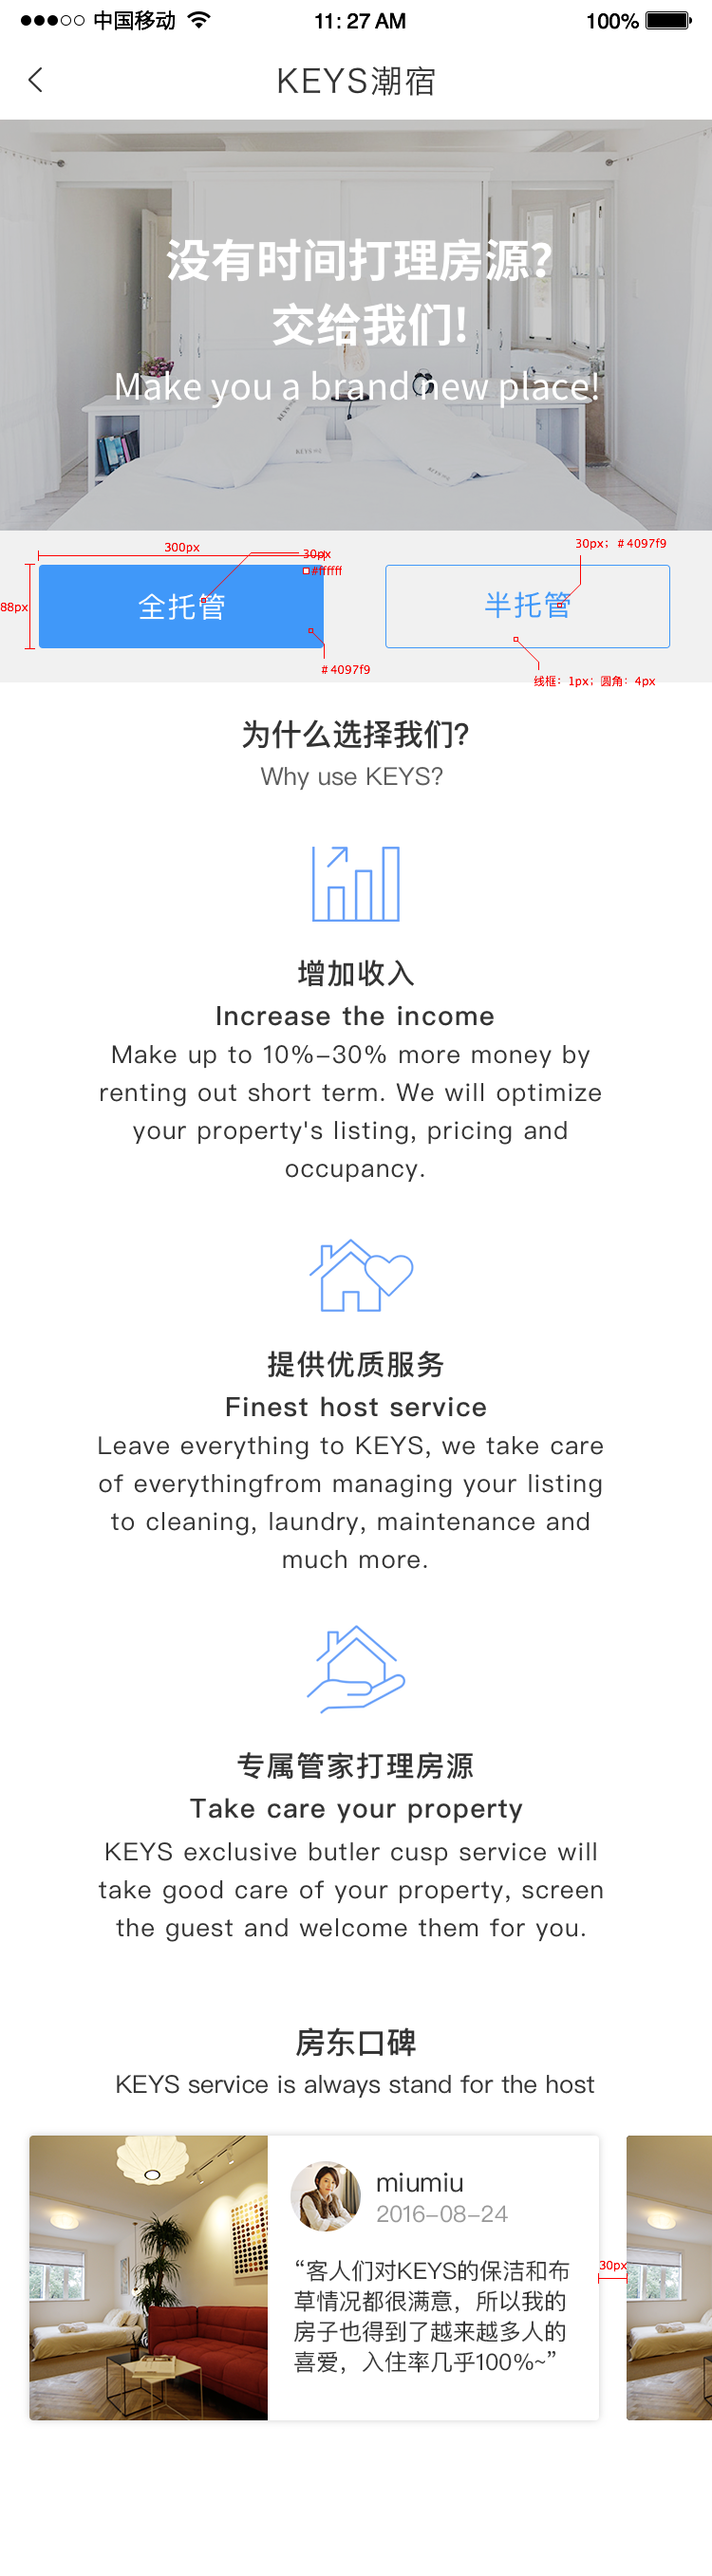 中国移动
11: 27 AM
100%
KEYS潮宿
没有时间打理房源？
交给我们!
Make you a brand new place!
KEYS 潮宿
300px
30px
#ffffff
30px; #4097f9
88px
全托管
半托管
#4097f9
线框：1px；圆角：4px
为什么选择我们?
Why use KEYS?
增加收入
Increase the income
Make up to 10%-30% more money by
renting out short term. We will optimize
your property's listing, pricing and
occupancy.
提供优质服务
Finest host service
Leave everything to KEYS, we take care
of everythingfrom managing your listing
to cleaning, laundry, maintenance and
much more.
专属管家打理房源
Take care your property
KEYS exclusive butler cusp service will
take good care of your property, screen
the guest and welcome them for you.
房东口碑
KEYS service is always stand for the host
miumiu
2016-08-24
“客人们对KEYS的保洁和布
草情况都很满意，所以我的
房子也得到了越来越多人的
喜爱，入住率几乎100%~”
30px